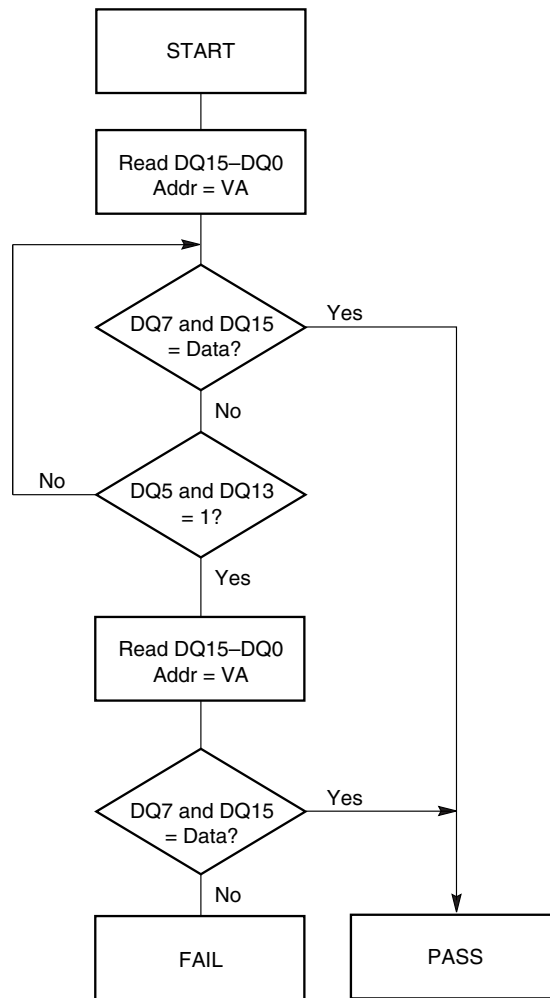 START
Read DQ15–DQ0
Addr = VA
DQ7 and DQ15
= Data?
Yes
No
DQ5 and DQ13
= 1?
No
Yes
Read DQ15–DQ0
Addr = VA
DQ7 and DQ15
= Data?
Yes
No
FAIL
PASS